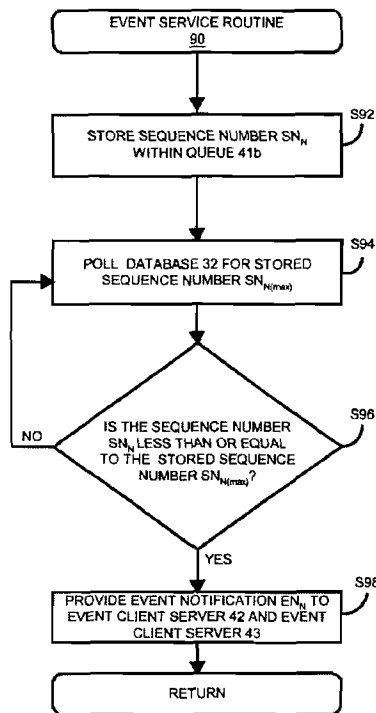 EVENT SERVICE ROUTINE
90
S92
STORE SEQUENCE NUMBER SN_N
WITHIN QUEUE 41b
S94
POLL DATABASE 32 FOR STORED
SEQUENCE NUMBER SN_N(max)
S96
IS THE SEQUENCE NUMBER
SN_N LESS THAN OR EQUAL
TO THE STORED SEQUENCE
NUMBER SN_N(max)?
NO
YES
S98
PROVIDE EVENT NOTIFICATION EN_N TO
EVENT CLIENT SERVER 42 AND EVENT
CLIENT SERVER 43
RETURN